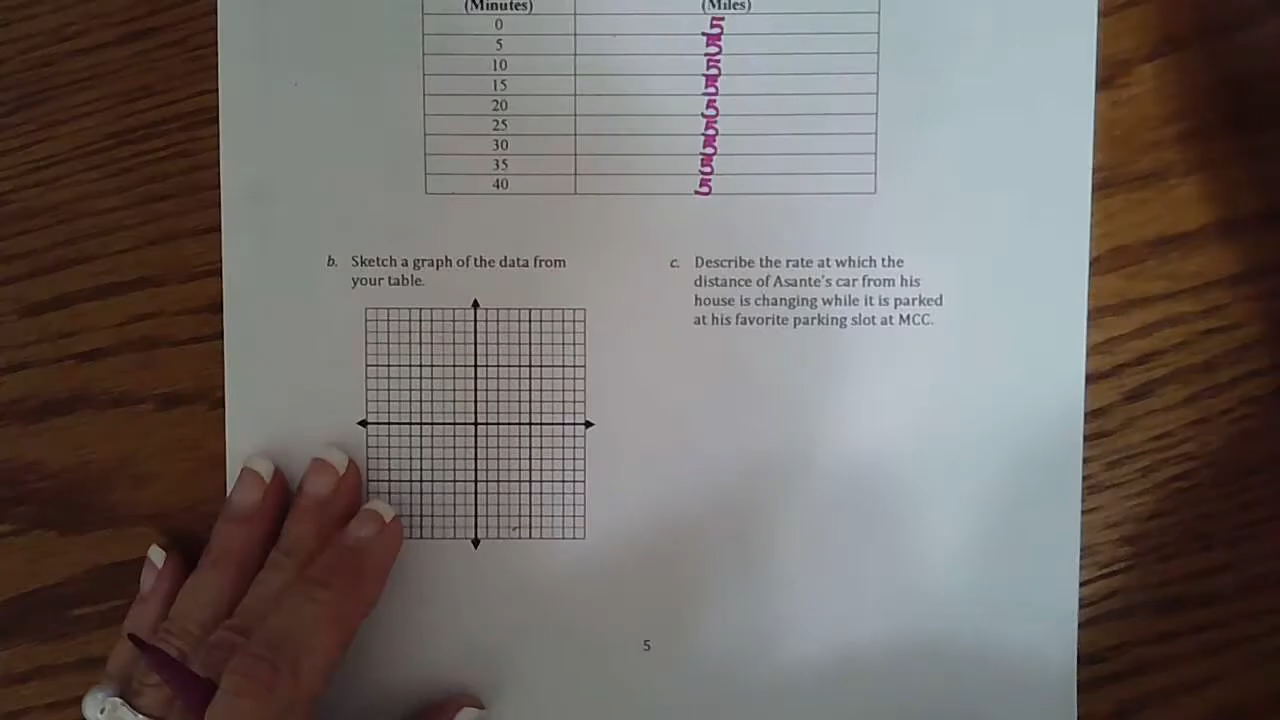 (Minutes) (Miles)
0 5
5 5
10 5
15 5
20 5
25 5
30 5
35 5
40 5
b. Sketch a graph of the data from
your table.
c. Describe the rate at which the
distance of Asante's car from his
house is changing while it is parked
at his favorite parking slot at MCC.
5